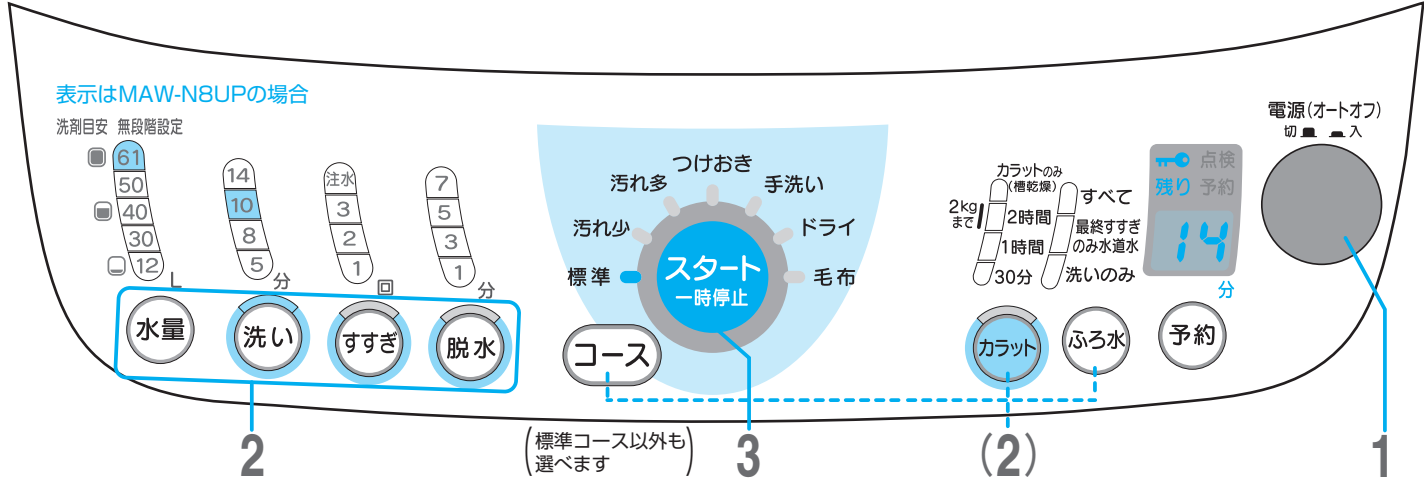 表示はMAW-N8UPの場合
洗剤目安 無段階設定
61
50
40
30
12
L
14
10
8
5
分
注水
3
2
1
回
7
5
3
1
分
水量
洗い
すすぎ
脱水
2
標準
汚れ少
汚れ多
つけおき
手洗い
ドライ
毛布
スタート
一時停止
コース
(標準コース以外も
選べます)
3
カラットのみ
(槽乾燥)
2kg
まで
2時間
1時間
30分
すべて
最終すすぎ
のみ水道水
洗いのみ
カラット
ふろ水
(2)
点検
残り 予約
14
分
予約
電源(オートオフ)
切 入
1